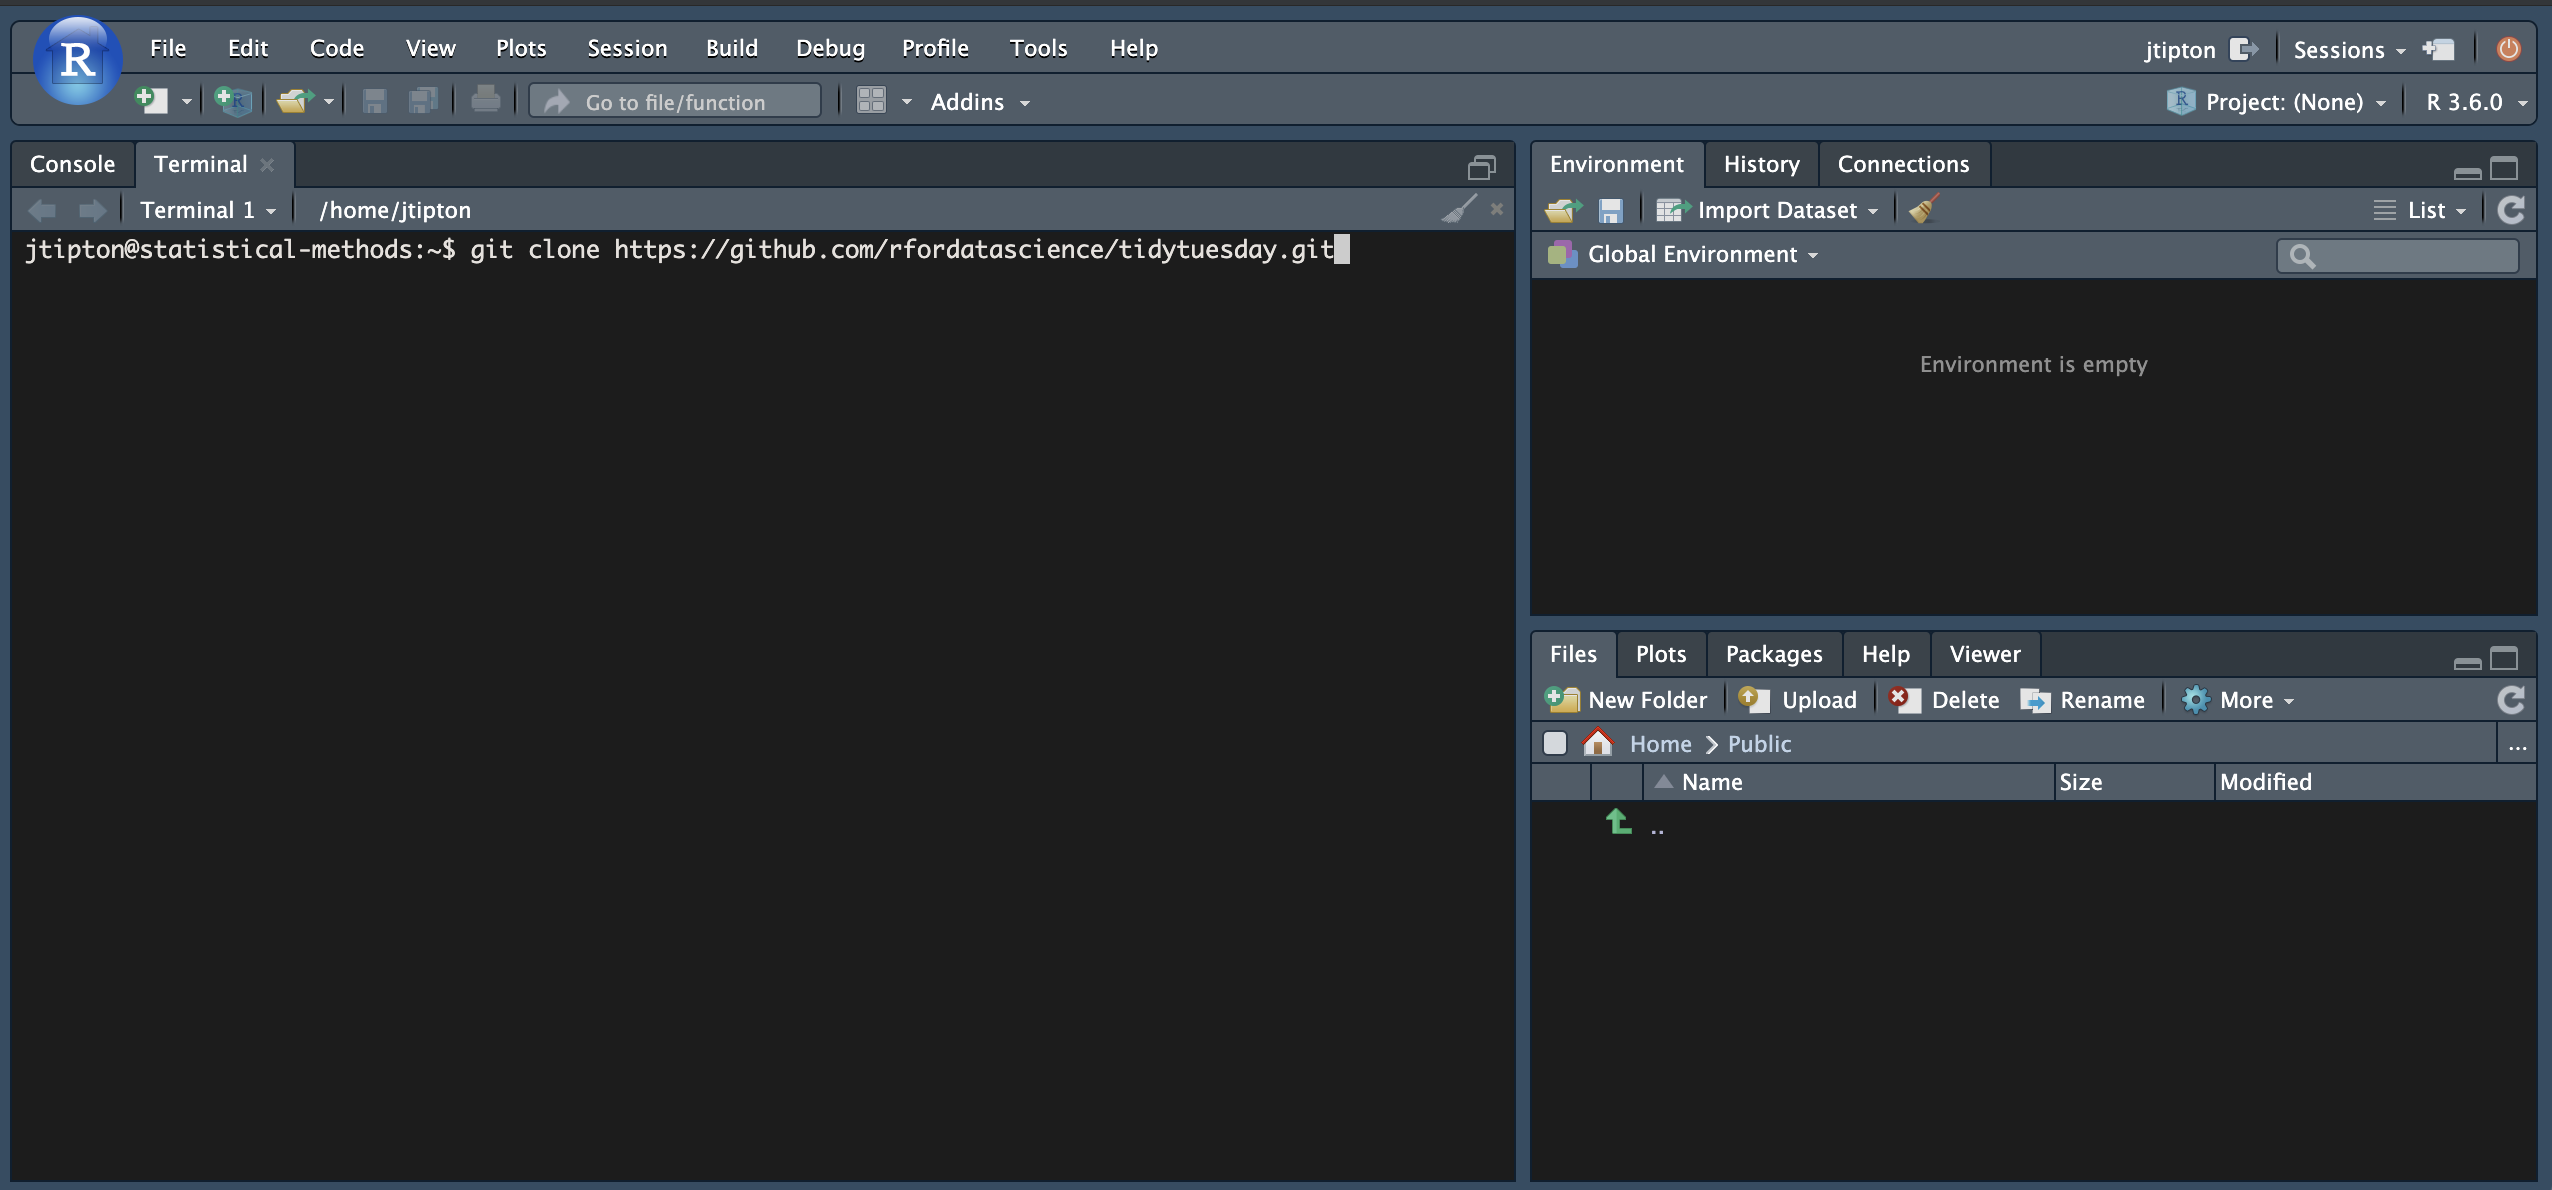 R File Edit Code View Plots Session Build Debug Profile Tools Help jtipton Sessions
R Go to file/function Addins R Project: (None) R 3.6.0
Console Terminal
Terminal 1 /home/jtipton
jtipton@statistical-methods:~$ git clone https://github.com/rfordatascience/tidytuesday.git
Environment History Connections
Import Dataset List
Global Environment
Environment is empty
Files Plots Packages Help Viewer
New Folder Upload Delete Rename More
Home Public ...
Name Size Modified
..